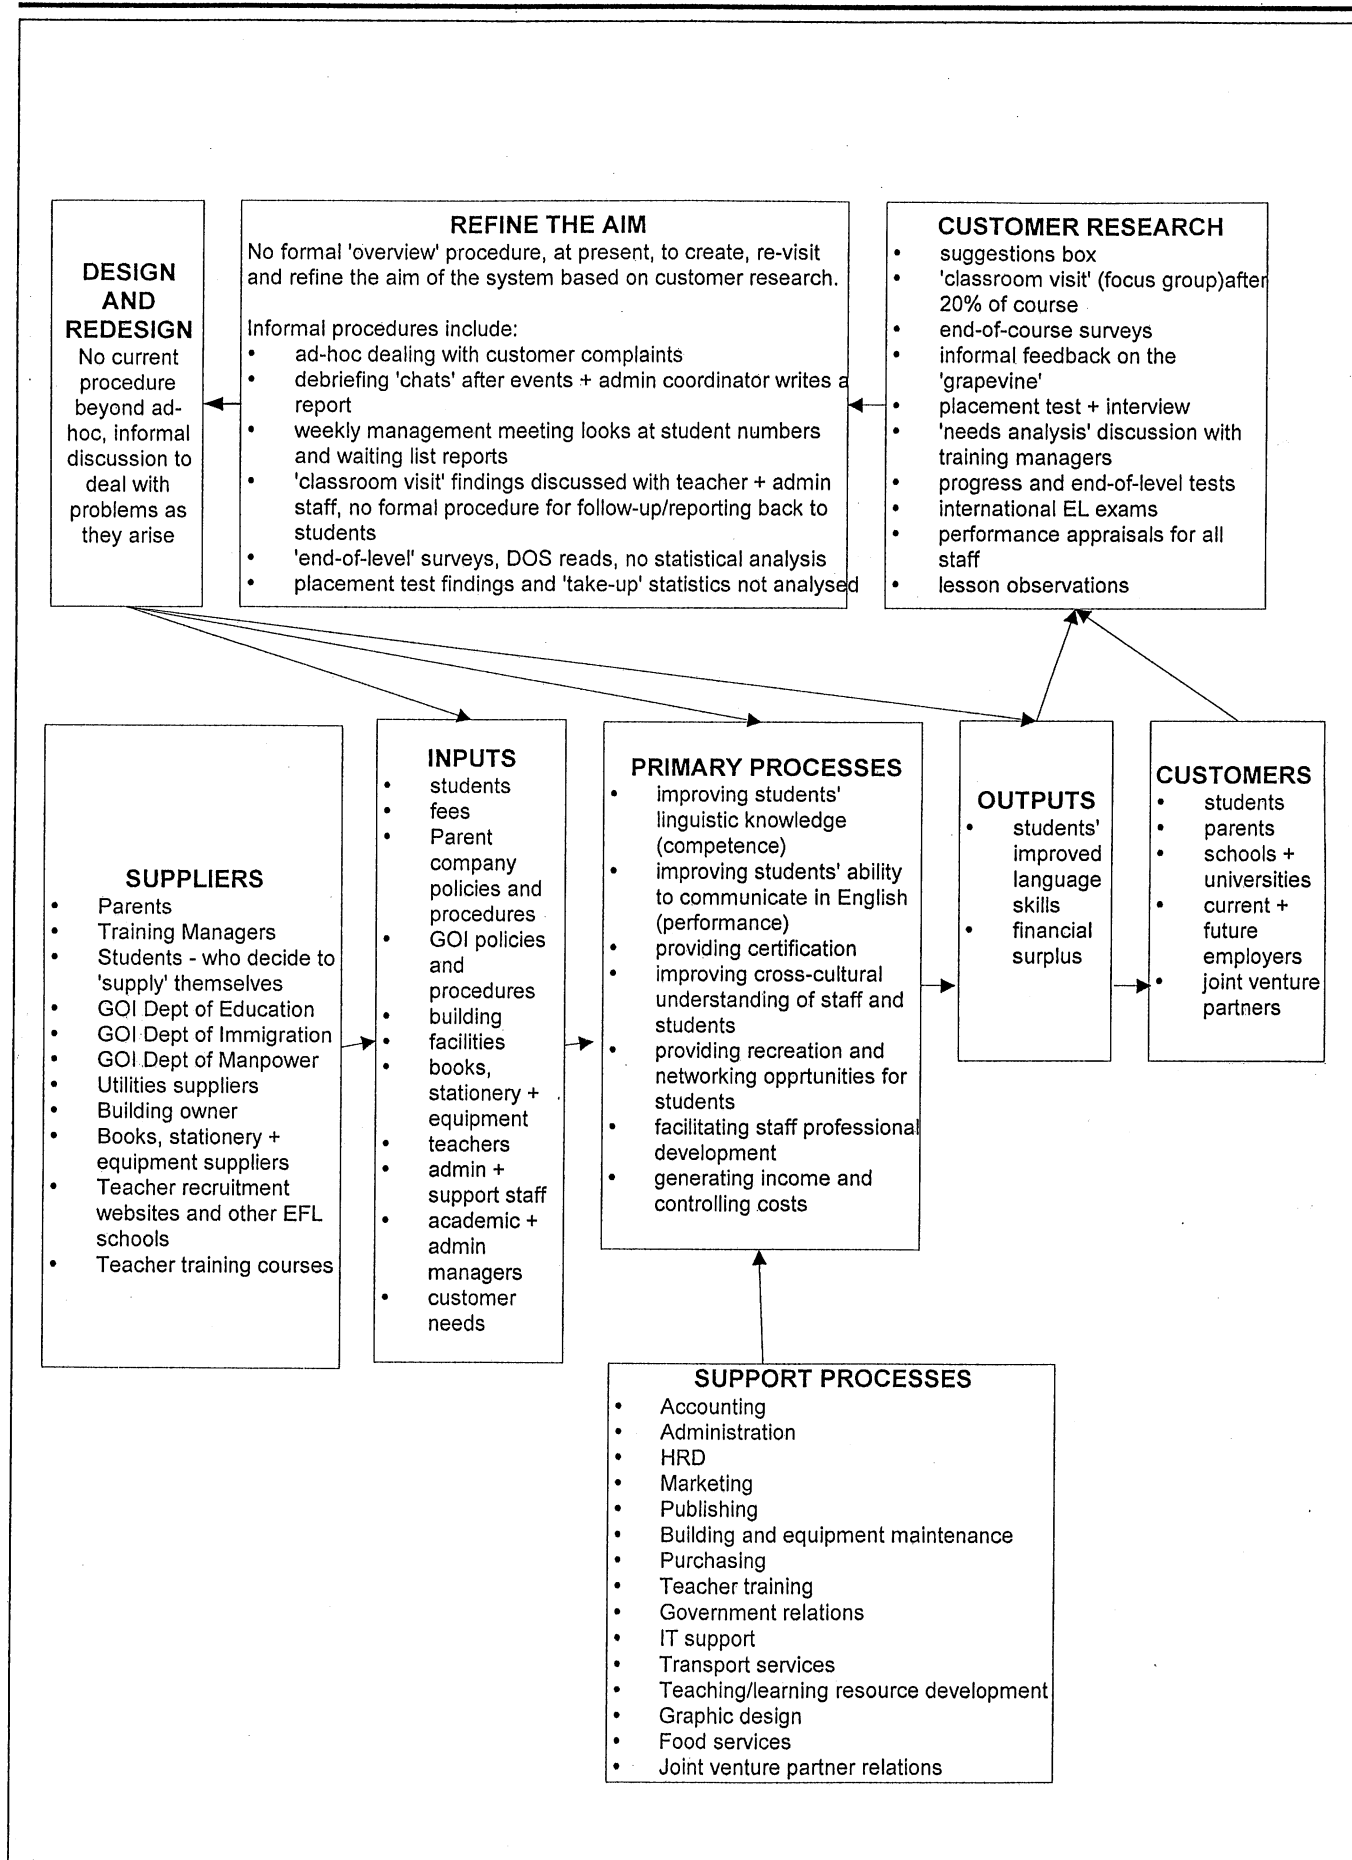 DESIGN
AND
REDESIGN
No current
procedure
beyond ad-
hoc, informal
discussion to
deal with
problems as
they arise
REFINE THE AIM
No formal 'overview' procedure, at present, to create, re-visit
and refine the aim of the system based on customer research.
Informal procedures include:
• ad-hoc dealing with customer complaints
• debriefing 'chats' after events + admin coordinator writes a
report
• weekly management meeting looks at student numbers
and waiting list reports
• 'classroom visit' findings discussed with teacher + admin
staff, no formal procedure for follow-up/reporting back to
students
• 'end-of-level' surveys, DOS reads, no statistical analysis
• placement test findings and 'take-up' statistics not analysed
CUSTOMER RESEARCH
• suggestions box
• 'classroom visit' (focus group)after
20% of course
• end-of-course surveys
• informal feedback on the
'grapevine'
• placement test + interview
• 'needs analysis' discussion with
training managers
• progress and end-of-level tests
• international EL exams
• performance appraisals for all
staff
• lesson observations
SUPPLIERS
• Parents
• Training Managers
• Students - who decide to
'supply' themselves
• GOI Dept of Education
• GOI Dept of Immigration
• GOI Dept of Manpower
• Utilities suppliers
• Building owner
• Books, stationery +
equipment suppliers
• Teacher recruitment
websites and other EFL
schools
• Teacher training courses
INPUTS
• students
• fees
• Parent
company
policies and
procedures
• GOI policies
and
procedures
• building
• facilities
• books,
stationery +
equipment
• teachers
• admin +
support staff
• academic +
admin
managers
• customer
needs
PRIMARY PROCESSES
• improving students'
linguistic knowledge
(competence)
• improving students' ability
to communicate in English
(performance)
• providing certification
• improving cross-cultural
understanding of staff and
students
• providing recreation and
networking opprtunities for
students
• facilitating staff professional
development
• generating income and
controlling costs
OUTPUTS
• students'
improved
language
skills
• financial
surplus
CUSTOMERS
• students
• parents
• schools +
universities
• current +
future
employers
• joint venture
partners
SUPPORT PROCESSES
• Accounting
• Administration
• HRD
• Marketing
• Publishing
• Building and equipment maintenance
• Purchasing
• Teacher training
• Government relations
• IT support
• Transport services
• Teaching/learning resource development
• Graphic design
• Food services
• Joint venture partner relations